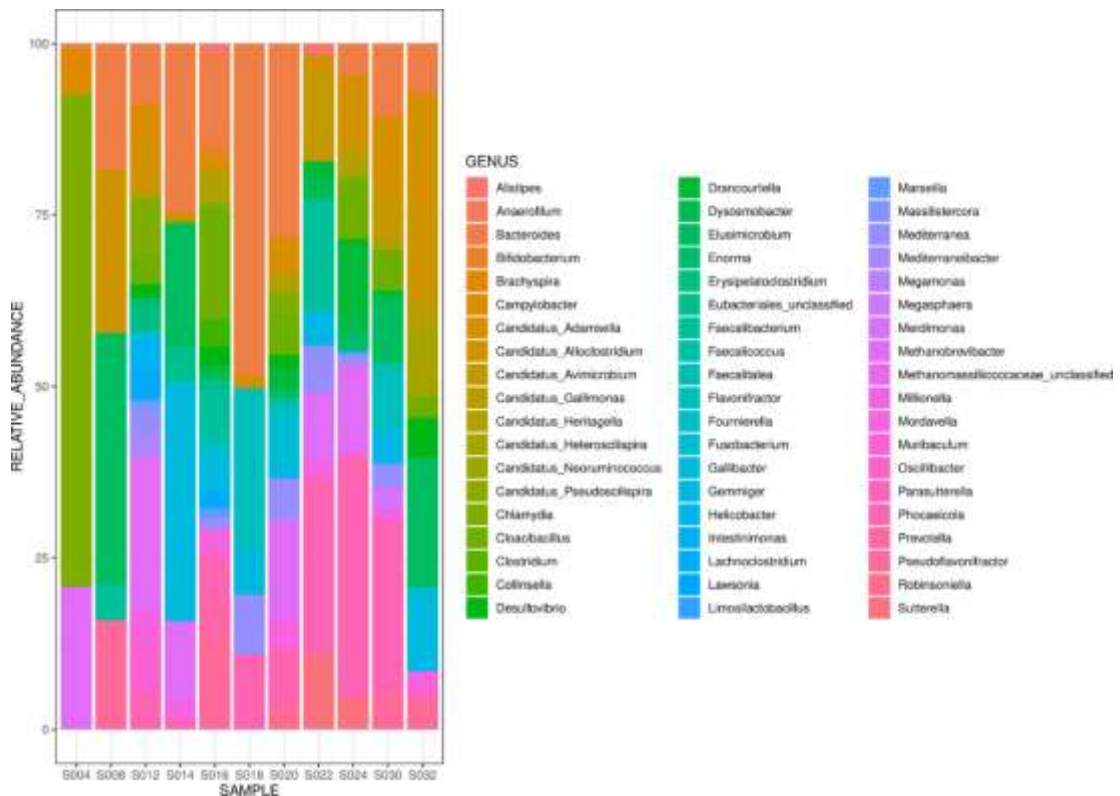 100
75
50
25
0
RELATIVE_ABUNDANCE
S004 S006 S012 S014 S016 S018 S020 S022 S024 S030 S032
SAMPLE
GENUS
Alistipes
Anaerofilum
Bacteroides
Bifidobacterium
Brachyspira
Campylobacter
Candidatus_Adamsella
Candidatus_Alloclostridium
Candidatus_Avimicrobium
Candidatus_Gallimonas
Candidatus_Heritagella
Candidatus_Heteroscilispira
Candidatus_Neoruminococcus
Candidatus_Pseudoscilispira
Chlamydia
Cloacibacillus
Clostridium
Collinsella
Desulfovibrio
Drancourtella
Dysosmobacter
Elusimicrobium
Enorma
Erysipelatoclostridium
Eubacteriales_unclassified
Faecalibacterium
Faecalicoccus
Faecalitalea
Flavonifractor
Fournierella
Fusobacterium
Gallibacter
Gemmiger
Helicobacter
Intestinimonas
Lachnoclostridium
Lawsonia
Limosilactobacillus
Marseilla
Massilistercora
Mediterranea
Mediterraneibacter
Megamonas
Megasphaera
Merdimonas
Methanobrevibacter
Methanomassiliicoccaceae_unclassified
Millionella
Mordavella
Muribaculum
Oscillibacter
Parasutterella
Phocaeicola
Prevotella
Pseudoflavonifractor
Robinsoniella
Sutterella